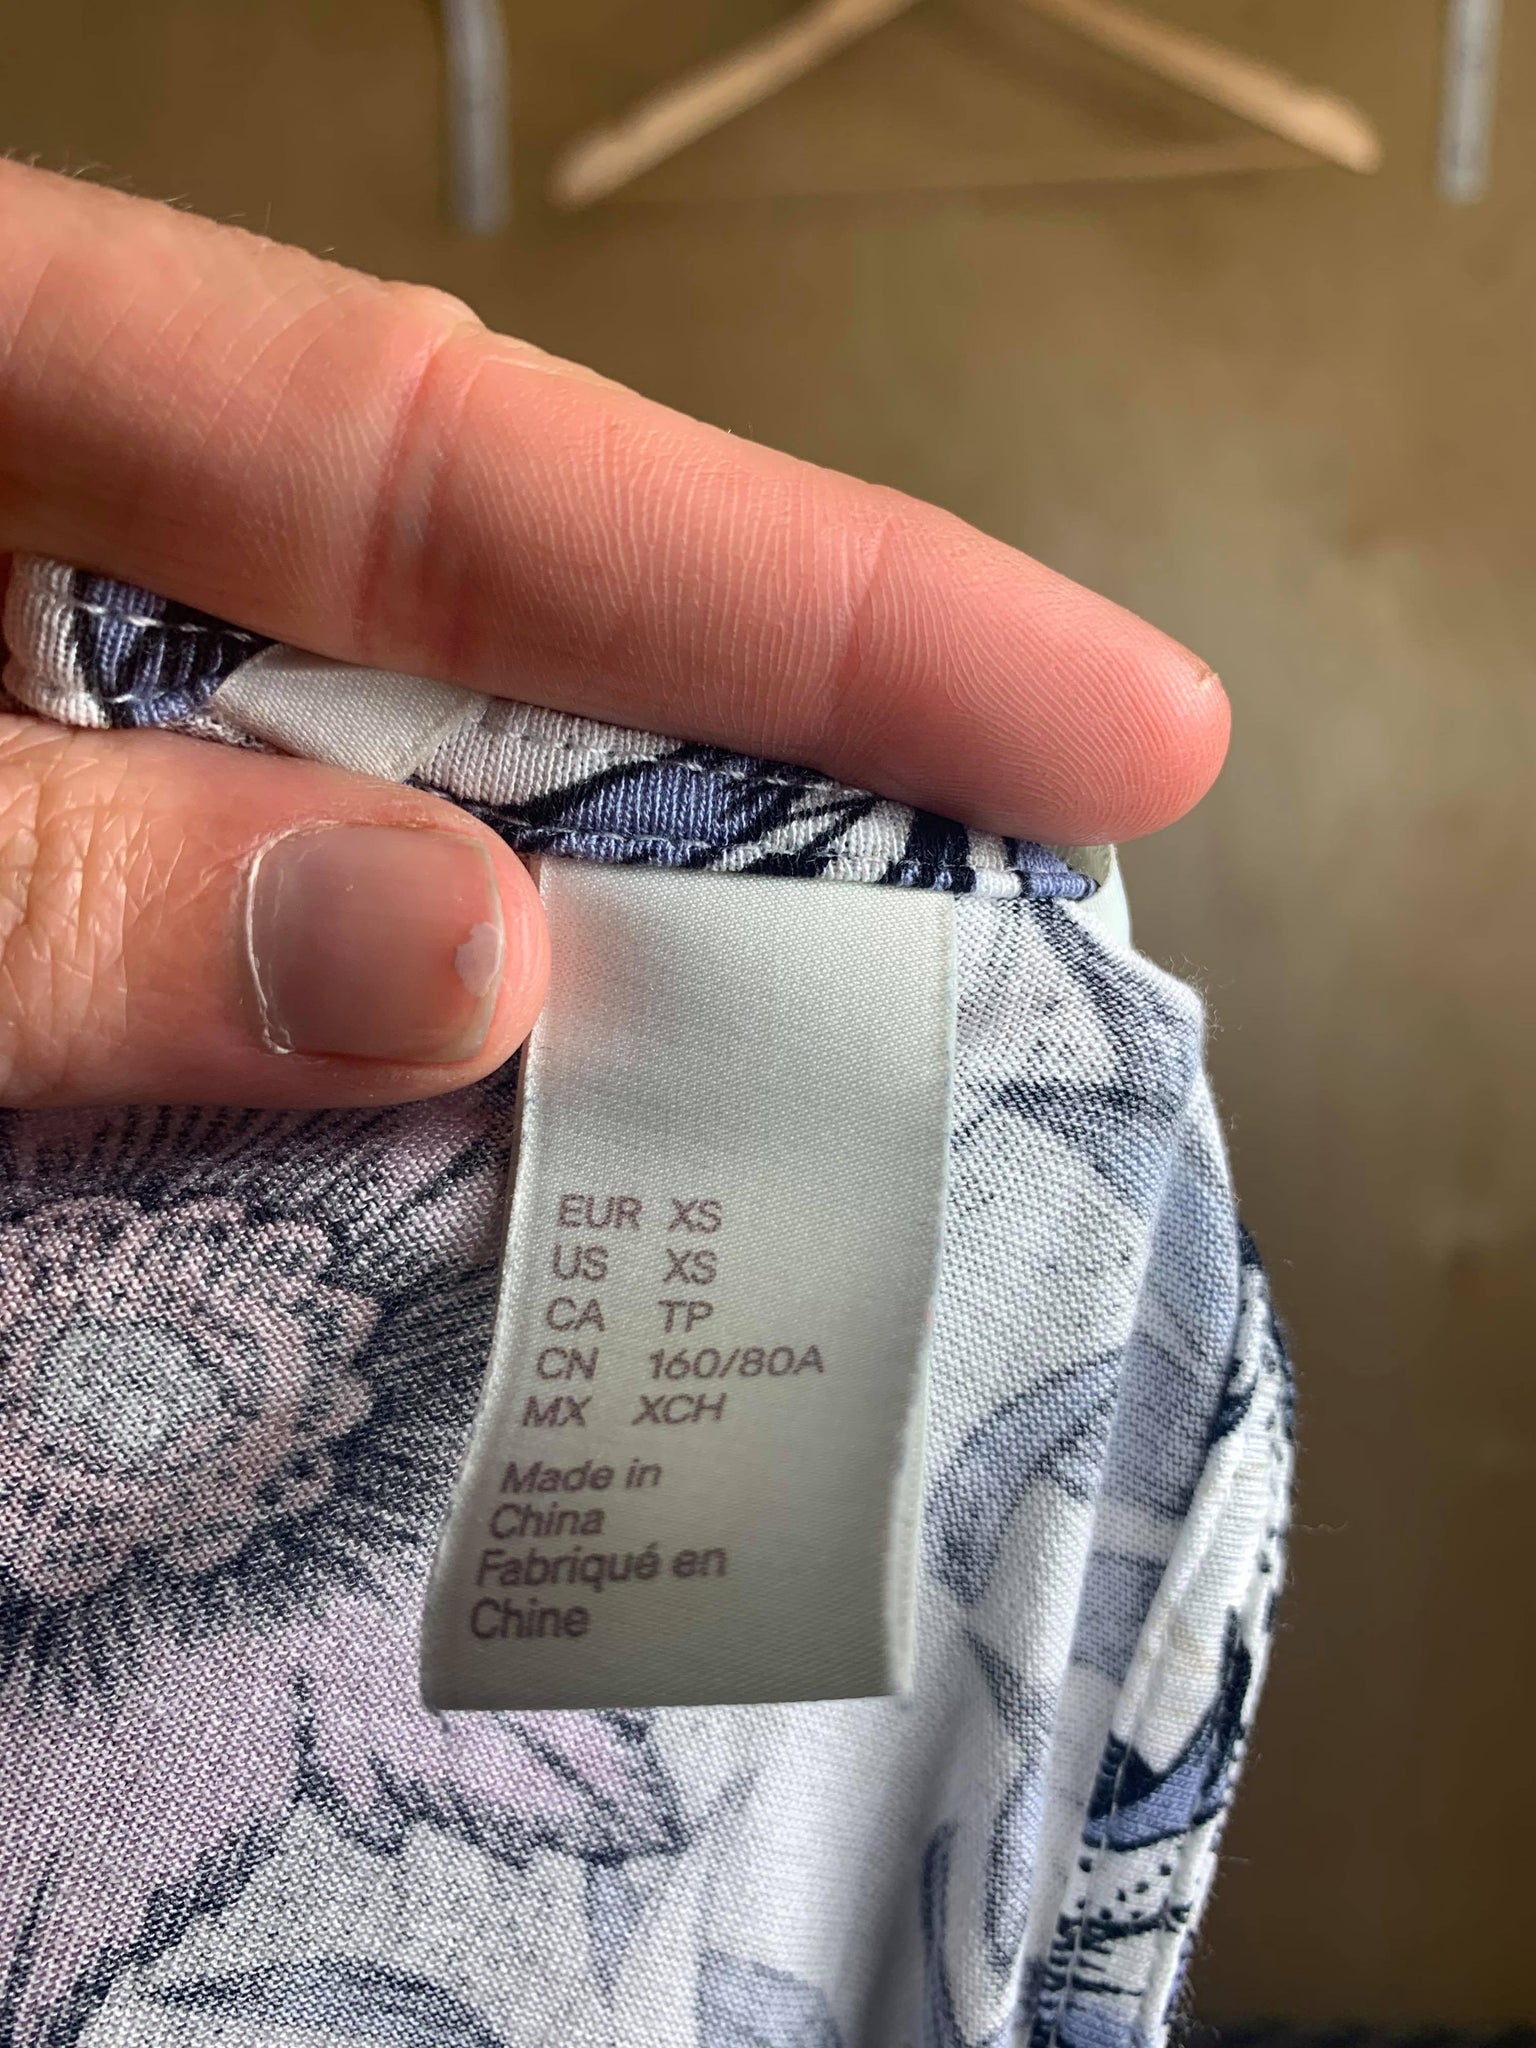 EUR XS
US XS
CA TP
CN 160/80A
MX XCH
Made in
China
Fabriqué en
Chine